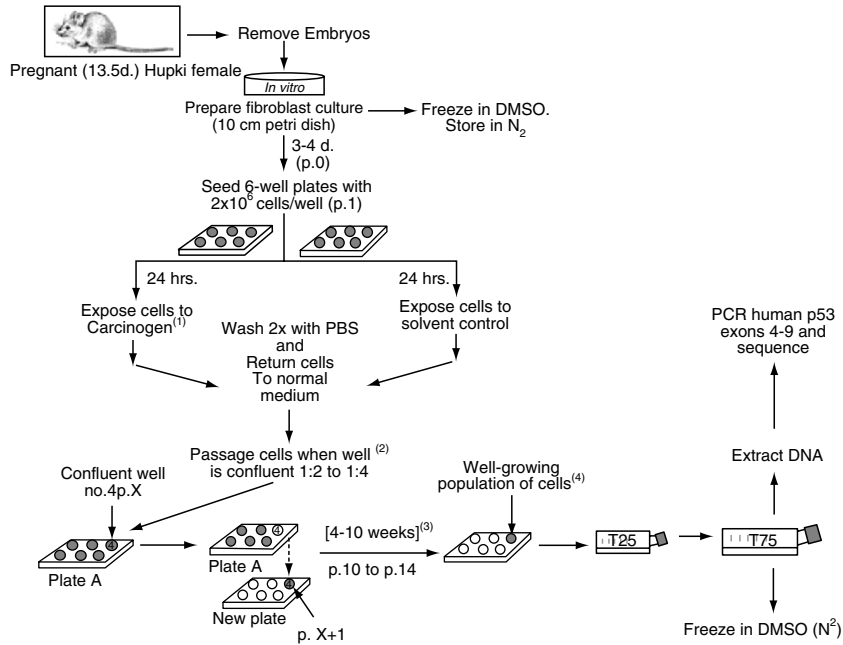 Remove Embryos
Pregnant (13.5d.) Hupki female
In vitro
Prepare fibroblast culture
(10 cm petri dish)
Freeze in DMSO.
Store in N2
3-4 d.
(p.0)
Seed 6-well plates with
2x10^6 cells/well (p.1)
24 hrs.
24 hrs.
Expose cells to
Carcinogen(1)
Expose cells to
solvent control
Wash 2x with PBS
and
Return cells
To normal
medium
Passage cells when well (2)
is confluent 1:2 to 1:4
Confluent well
no.4p.X
4
Plate A
4
Plate A
4
New plate
p. X+1
[4-10 weeks](3)
p.10 to p.14
Well-growing
population of cells(4)
T25
T75
Extract DNA
PCR human p53
exons 4-9 and
sequence
Freeze in DMSO (N2)